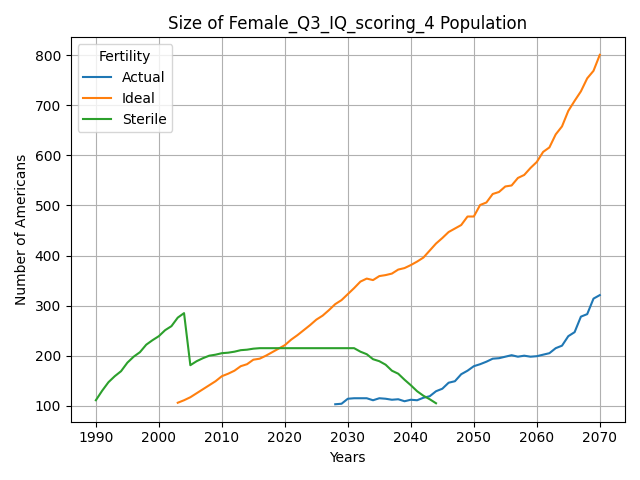 Size of Female_Q3_IQ_scoring_4 Population
Fertility
Actual
Ideal
Sterile
Number of Americans
800
700
600
500
400
300
200
100
1990 2000 2010 2020 2030 2040 2050 2060 2070
Years